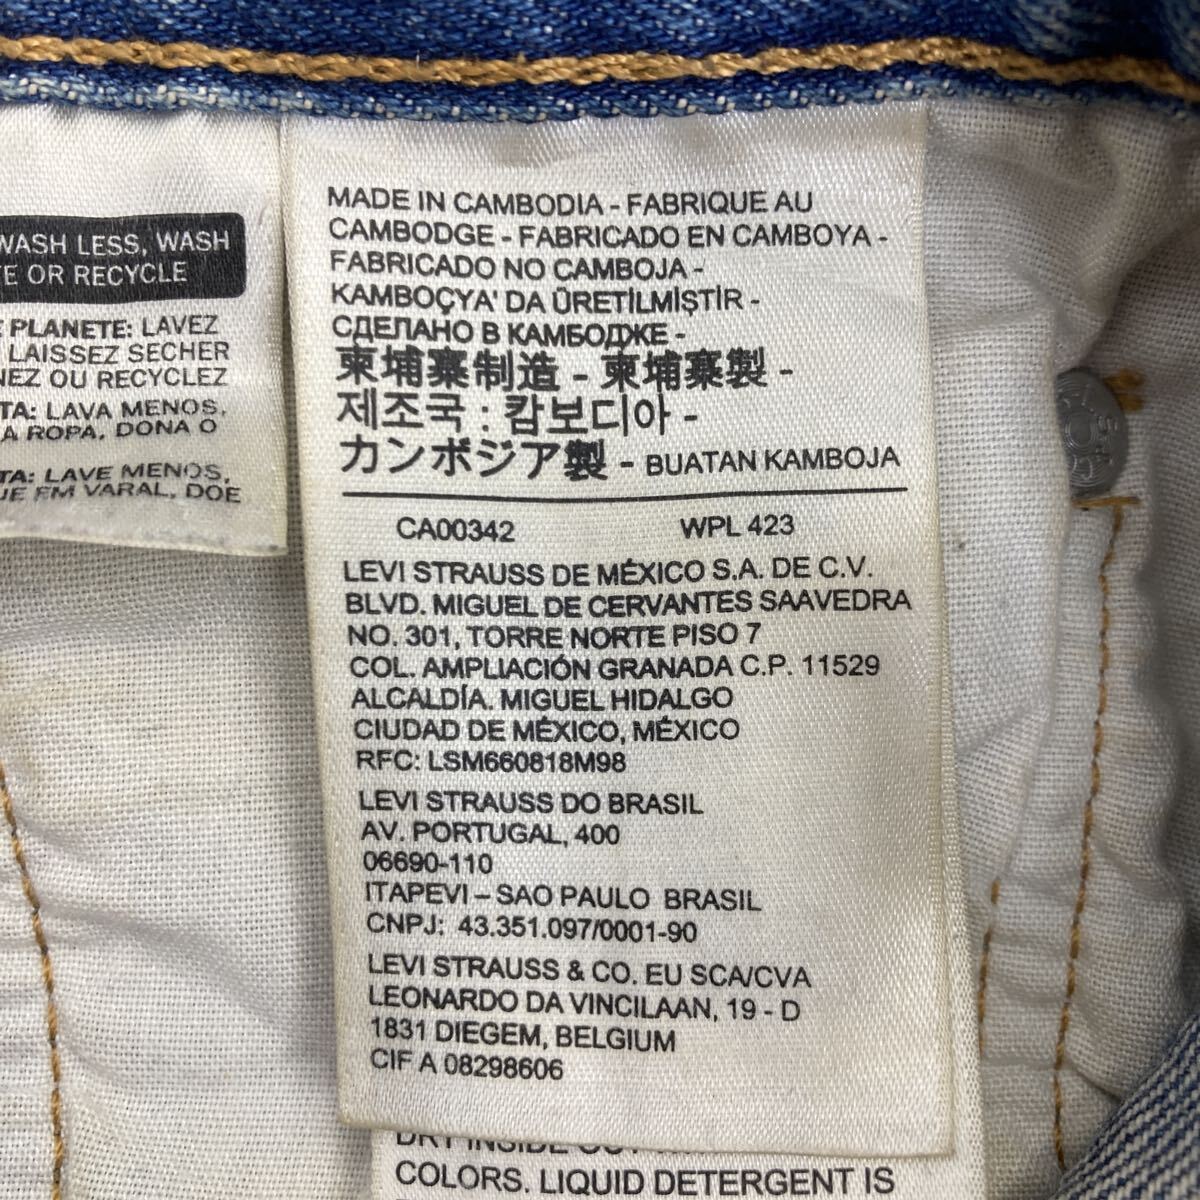 WASH LESS, WASH
OR RECYCLE
PLANETE: LAVEZ
LAISSEZ SECHER
OU RECYCLEZ
LAVA MENOS,
A ROPA, DONA O
LAVE MENOS,
EM VARAL, DOE
MADE IN CAMBODIA - FABRIQUE AU
CAMBODGE - FABRICADO EN CAMBOYA -
FABRICADO NO CAMBOJA -
KAMBOÇYA' DA ÜRETİLMİŞTİR -
СДЕЛАНО В КАМБОДЖЕ -
柬埔寨制造 - 柬埔寨製 -
제조국 : 캄보디아 -
カンボジア製 - BUATAN KAMBOJA
CA00342 WPL 423
LEVI STRAUSS DE MÉXICO S.A. DE C.V.
BLVD. MIGUEL DE CERVANTES SAAVEDRA
NO. 301, TORRE NORTE PISO 7
COL. AMPLIACIÓN GRANADA C.P. 11529
ALCALDÍA. MIGUEL HIDALGO
CIUDAD DE MÉXICO, MÉXICO
RFC: LSM660818M98
LEVI STRAUSS DO BRASIL
AV. PORTUGAL, 400
06690-110
ITAPEVI – SAO PAULO BRASIL
CNPJ: 43.351.097/0001-90
LEVI STRAUSS & CO. EU SCA/CVA
LEONARDO DA VINCILAAN, 19 - D
1831 DIEGEM, BELGIUM
CIF A 08298606
DRY INSIDE
COLORS. LIQUID DETERGENT IS